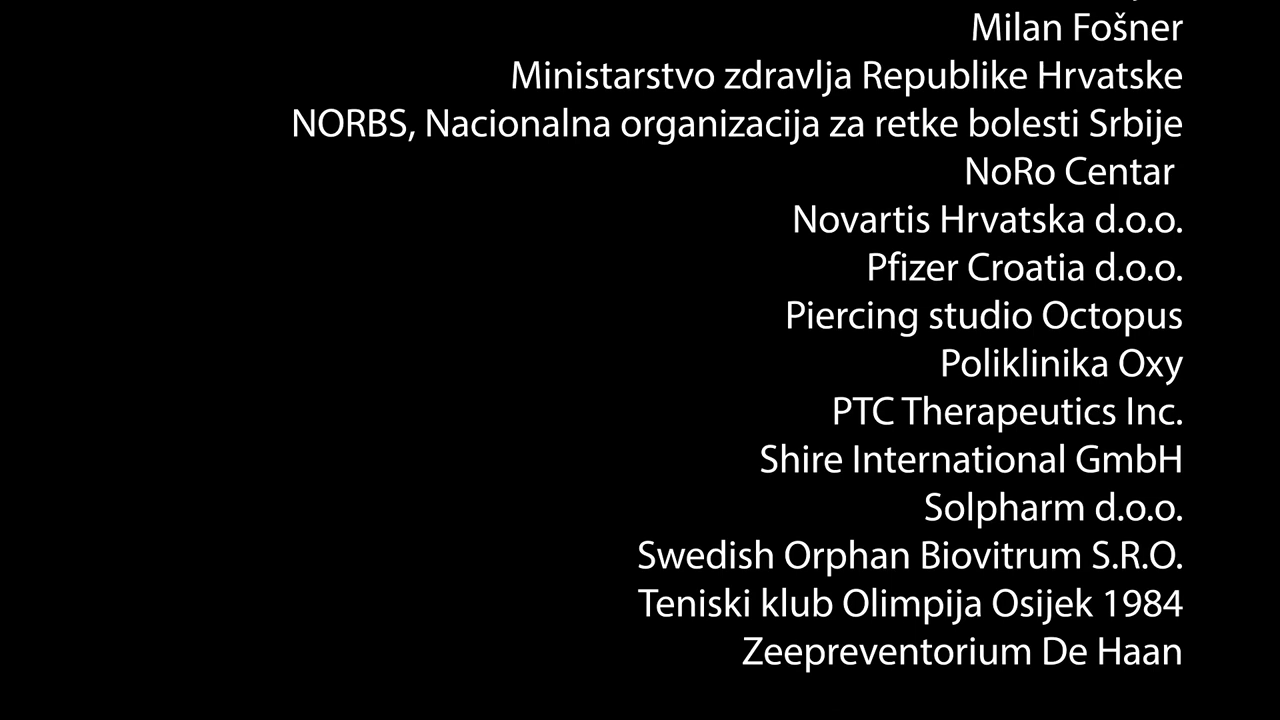 Milan Fošner
Ministarstvo zdravlja Republike Hrvatske
NORBS, Nacionalna organizacija za retke bolesti Srbije
NoRo Centar
Novartis Hrvatska d.o.o.
Pfizer Croatia d.o.o.
Piercing studio Octopus
Poliklinika Oxy
PTC Therapeutics Inc.
Shire International GmbH
Solpharm d.o.o.
Swedish Orphan Biovitrum S.R.O.
Teniski klub Olimpija Osijek 1984
Zeepreventorium De Haan